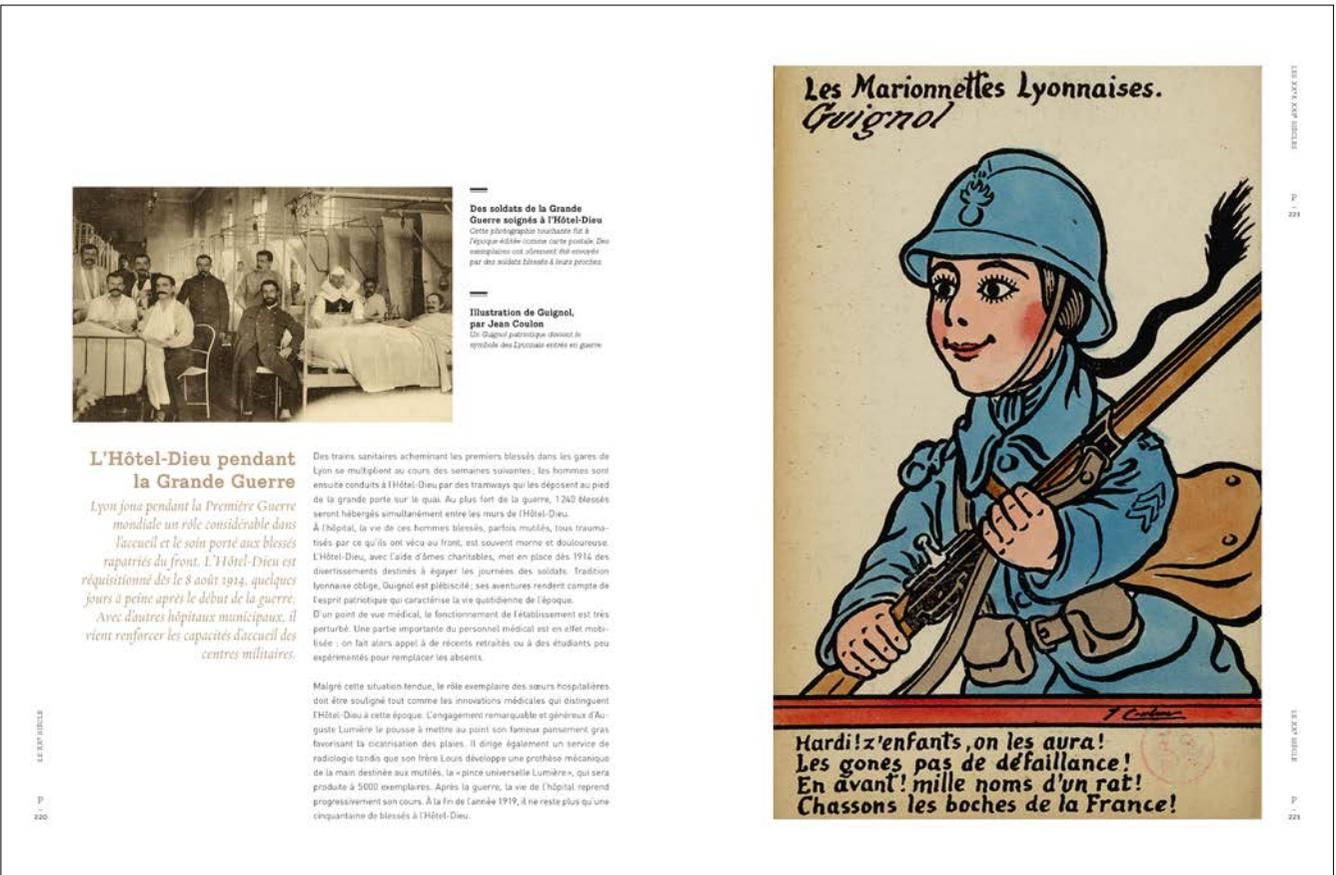 Des soldats de la Grande
Guerre soignés à l'Hôtel-Dieu
Cette photographie touchante fut à
l'époque éditée comme carte postale. Des
exemplaires ont sûrement été envoyés
par des soldats blessés à leurs proches.
Illustration de Guignol,
par Jean Coulon
Un Guignol patriotique devient le
symbole des Lyonnais entrés en guerre.
L'Hôtel-Dieu pendant
la Grande Guerre
Lyon joua pendant la Première Guerre
mondiale un rôle considérable dans
l'accueil et le soin porté aux blessés
rapatriés du front. L'Hôtel-Dieu est
réquisitionné dès le 8 août 1914, quelques
jours à peine après le début de la guerre.
Avec d'autres hôpitaux municipaux, il
vient renforcer les capacités d'accueil des
centres militaires.
Des trains sanitaires acheminant les premiers blessés dans les gares de
Lyon se multiplient au cours des semaines suivantes ; les hommes sont
ensuite conduits à l'Hôtel-Dieu par des tramways qui les déposent au pied
de la grande porte sur le quai. Au plus fort de la guerre, 1 240 blessés
seront hébergés simultanément entre les murs de l'Hôtel-Dieu.
À l'hôpital, la vie de ces hommes blessés, parfois mutilés, tous trauma-
tisés par ce qu'ils ont vécu au front, est souvent morne et douloureuse.
L'Hôtel-Dieu, avec l'aide d'âmes charitables, met en place dès 1914 des
divertissements destinés à égayer les journées des soldats. Tradition
lyonnaise oblige, Guignol est plébiscité ; ses aventures rendent compte de
l'esprit patriotique qui caractérise la vie quotidienne de l'époque.
D'un point de vue médical, le fonctionnement de l'établissement est très
perturbé. Une partie importante du personnel médical est en effet mobi-
lisée ; on fait alors appel à de récents retraités ou à des étudiants peu
expérimentés pour remplacer les absents.
Malgré cette situation tendue, le rôle exemplaire des sœurs hospitalières
doit être souligné tout comme les innovations médicales qui distinguent
l'Hôtel-Dieu à cette époque. L'engagement remarquable et généreux d'Au-
guste Lumière le pousse à mettre au point son fameux pansement gras
favorisant la cicatrisation des plaies. Il dirige également un service de
radiologie tandis que son frère Louis développe une prothèse mécanique
de la main destinée aux mutilés, la « pince universelle Lumière », qui sera
produite à 5 000 exemplaires. Après la guerre, la vie de l'hôpital reprend
progressivement son cours. À la fin de l'année 1919, il ne reste plus qu'une
cinquantaine de blessés à l'Hôtel-Dieu.
LE XXᵉ SIÈCLE
P
-
220
Les Marionnettes Lyonnaises.
Guignol
J Coulon
Hardi! z'enfants, on les aura!
Les gones pas de défaillance!
En avant! mille noms d'un rat!
Chassons les boches de la France!
LES XXᵉ & XXIᵉ SIÈCLES
P
-
221
LE XXᵉ SIÈCLE
P
-
221